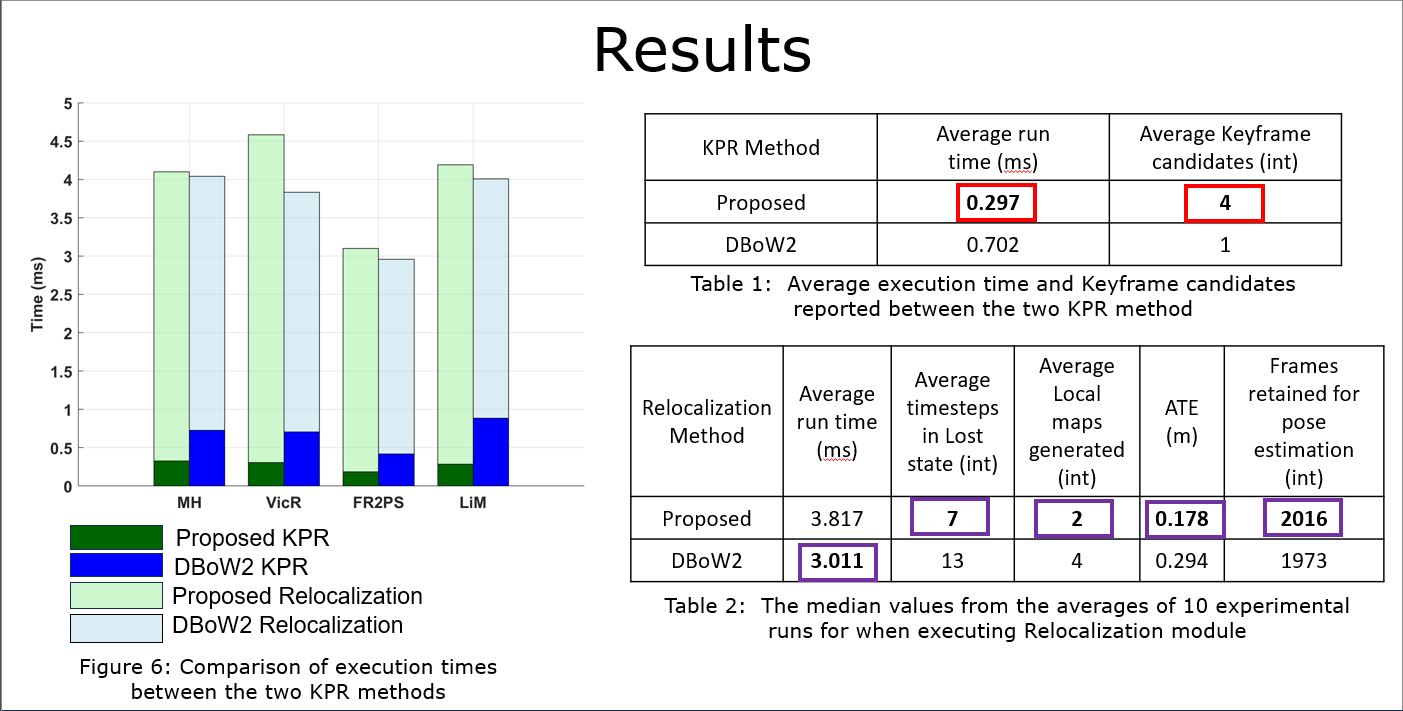 Results
5
4.5
4
3.5
3
2.5
2
1.5
1
0.5
0
Time (ms)
MH VicR FR2PS LiM
Proposed KPR
DBoW2 KPR
Proposed Relocalization
DBoW2 Relocalization
Figure 6: Comparison of execution times
between the two KPR methods
KPR Method
Average run
time (ms)
Average Keyframe
candidates (int)
Proposed 0.297 4
DBoW2 0.702 1
Table 1: Average execution time and Keyframe candidates
reported between the two KPR method
Relocalization
Method
Average
run time
(ms)
Average
timesteps
in Lost
state (int)
Average
Local
maps
generated
(int)
ATE
(m)
Frames
retained for
pose
estimation
(int)
Proposed 3.817 7 2 0.178 2016
DBoW2 3.011 13 4 0.294 1973
Table 2: The median values from the averages of 10 experimental
runs for when executing Relocalization module